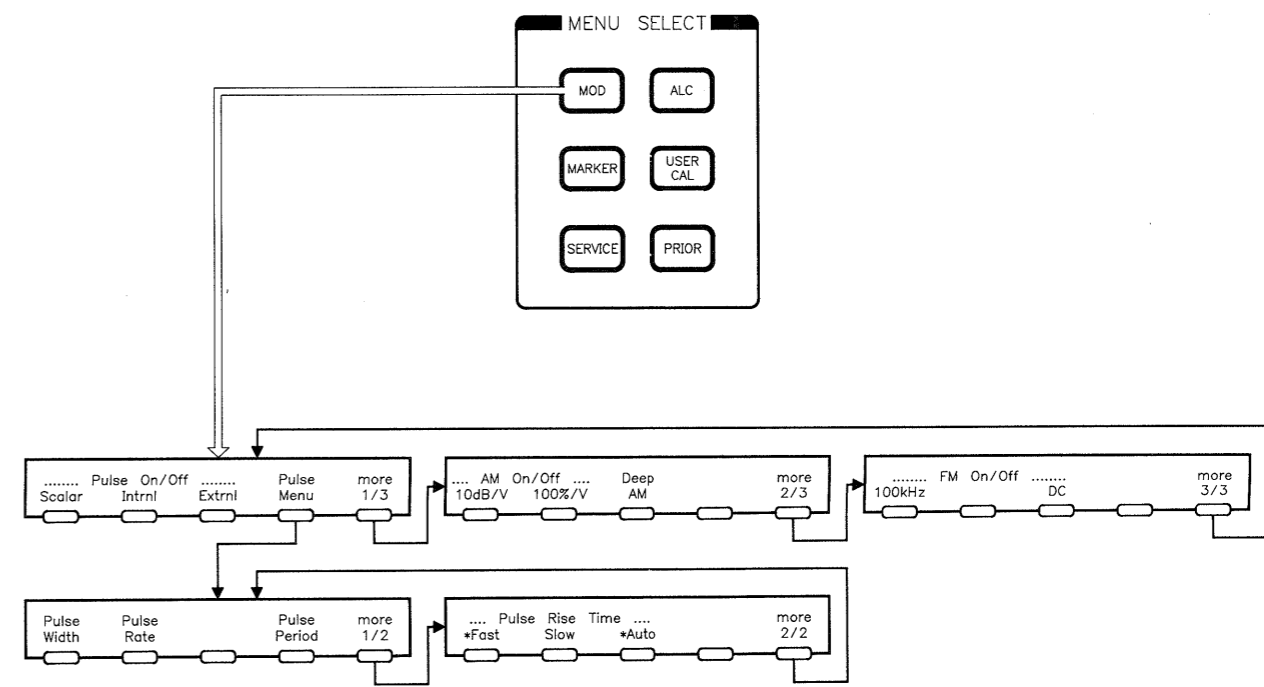 MENU SELECT
MOD ALC
MARKER USER CAL
SERVICE PRIOR
........ Pulse On/Off ........ Pulse more
Scalar Intrnl Extrnl Menu 1/3
.... AM On/Off .... Deep more
10dB/V 100%/V AM 2/3
........ FM On/Off ........ more
100kHz DC 3/3
Pulse Pulse Pulse more
Width Rate Period 1/2
.... Pulse Rise Time .... more
*Fast Slow *Auto 2/2